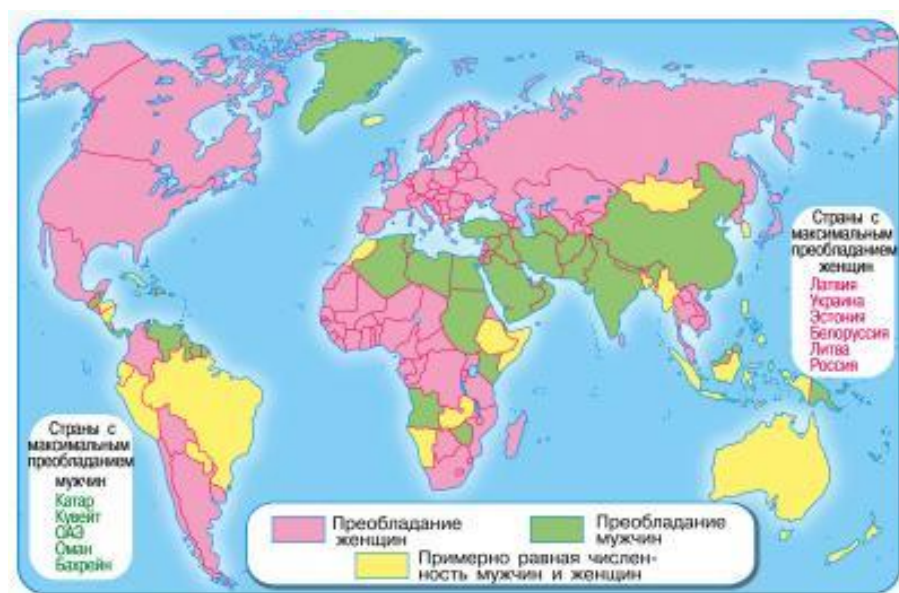 Страны с
максимальным
преобладанием
женщин
Латвия
Украина
Эстония
Белоруссия
Литва
Россия
Страны с
максимальным
преобладанием
мужчин
Катар
Кувейт
ОАЭ
Оман
Бахрейн
Преобладание
женщин
Преобладание
мужчин
Примерно равная числен-
ность мужчин и женщин